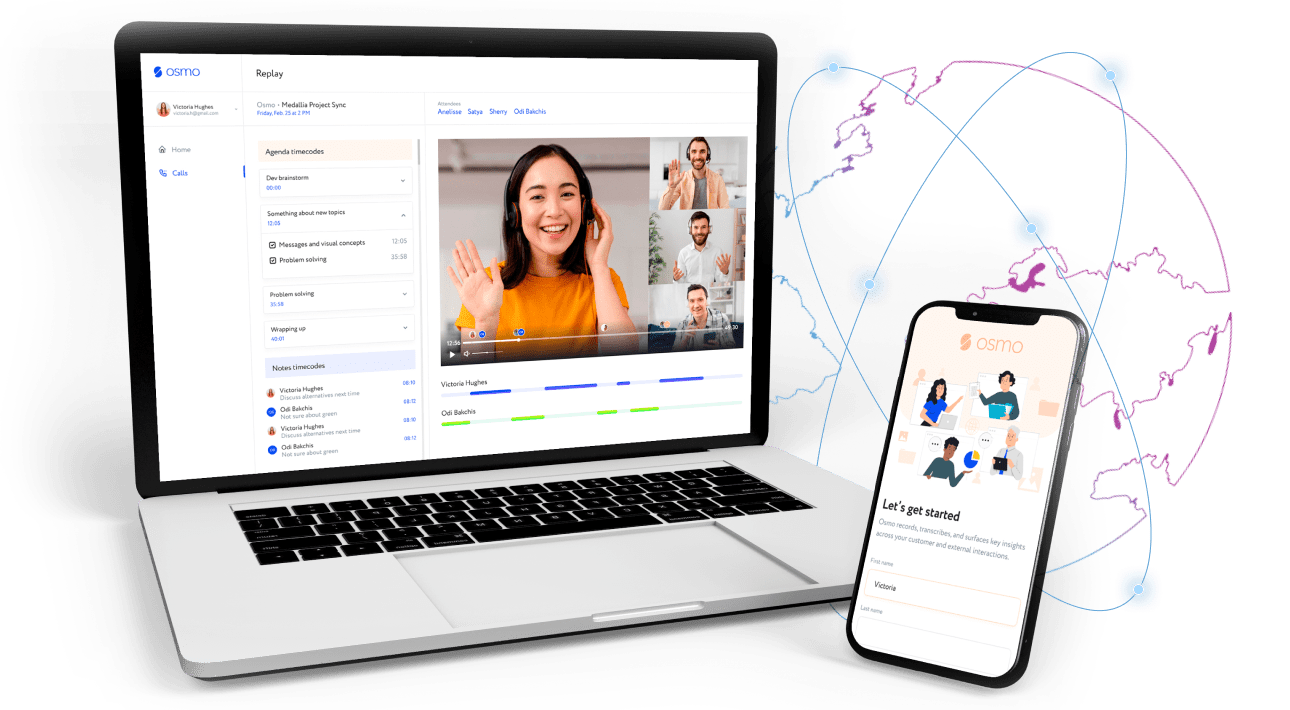 osmo
Replay
Victoria Hughes
victoria.h@gmail.com
Osmo • Medallia Project Sync
Friday, Feb. 25 at 2 PM
Attendees
Anelisse Satya Sherry Odi Bakchis
Home
Calls
Agenda timecodes
Dev brainstorm
00:00
Something about new topics
12:05
Messages and visual concepts 12:05
Problem solving 35:58
Problem solving
35:58
Wrapping up
40:01
Notes timecodes
Victoria Hughes 08:10
Discuss alternatives next time
Odi Bakchis 08:12
Not sure about green
Victoria Hughes 08:10
Discuss alternatives next time
Odi Bakchis 08:12
Not sure about green
12:56
49:30
Victoria Hughes
Odi Bakchis
osmo
Let's get started
Osmo records, transcribes, and surfaces key insights
across your customer and external interactions.
First name
Victoria
Last name